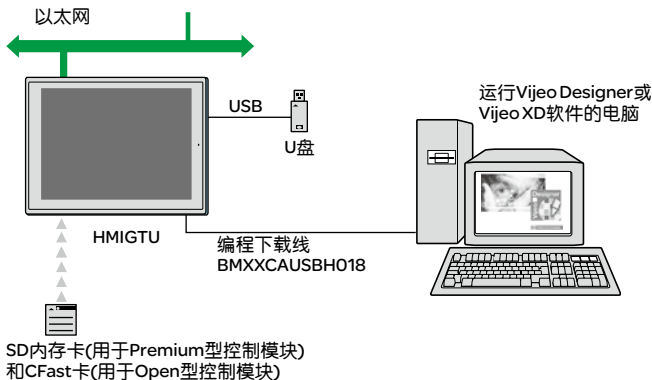 以太网
USB
U盘
运行Vijeo Designer或
Vijeo XD软件的电脑
HMIGTU
编程下载线
BMXXCAUSBH018
SD内存卡(用于Premium型控制模块)
和CFast卡(用于Open型控制模块)